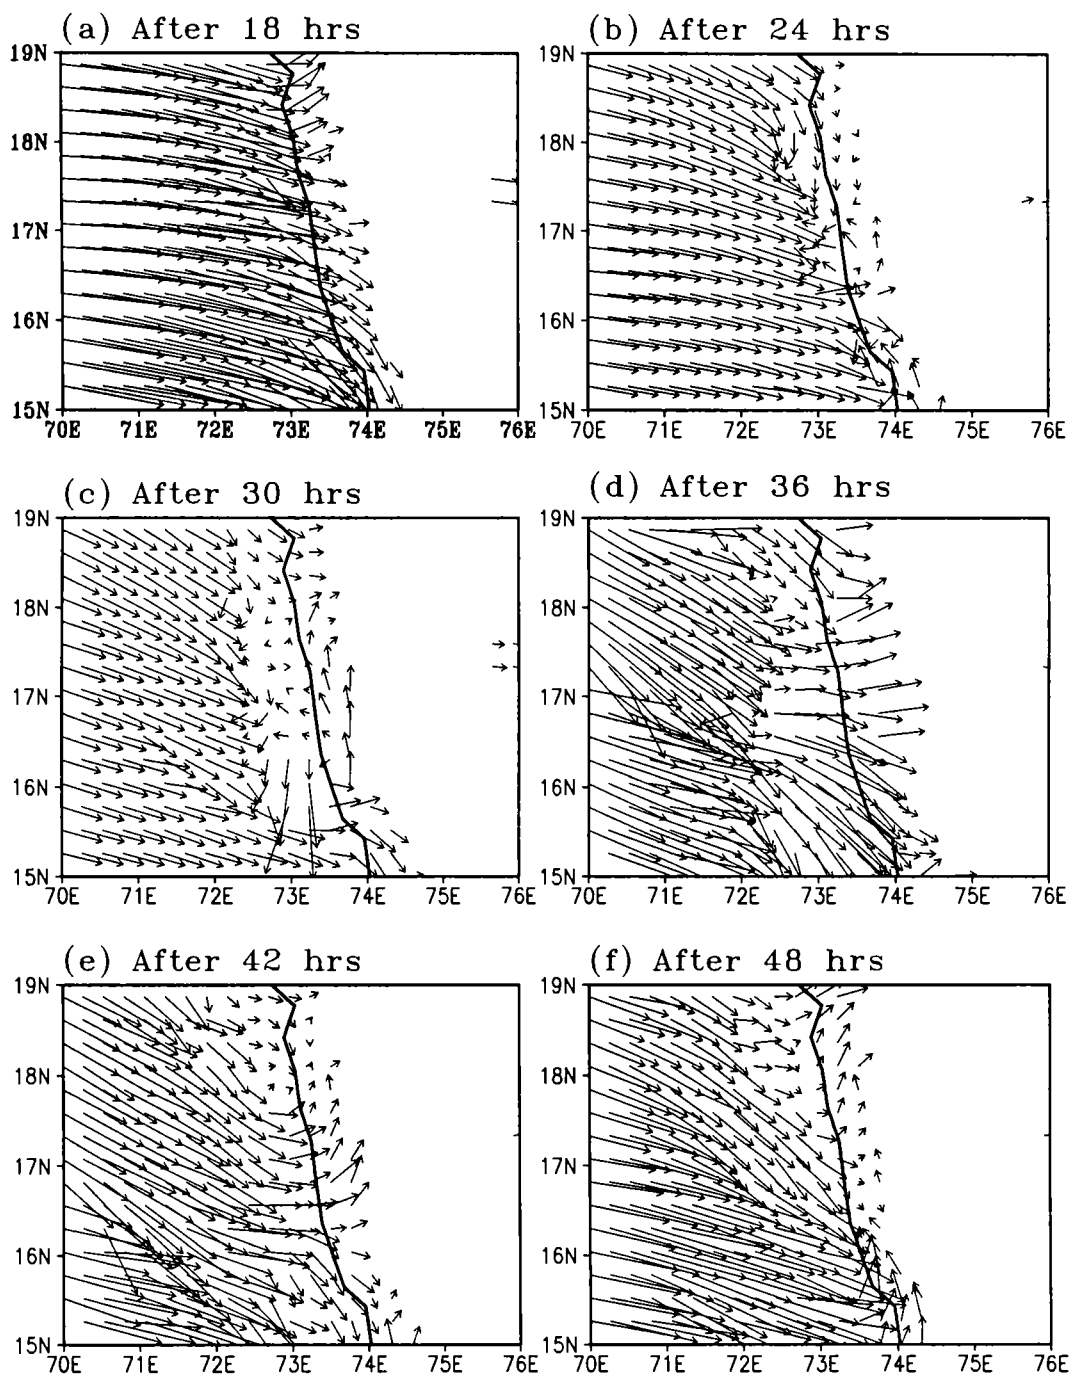 (a) After 18 hrs
(b) After 24 hrs
19N
18N
17N
16N
15N
70E 71E 72E 73E 74E 75E 76E
19N
18N
17N
16N
15N
70E 71E 72E 73E 74E 75E 76E
(c) After 30 hrs
(d) After 36 hrs
19N
18N
17N
16N
15N
70E 71E 72E 73E 74E 75E 76E
19N
18N
17N
16N
15N
70E 71E 72E 73E 74E 75E 76E
(e) After 42 hrs
(f) After 48 hrs
19N
18N
17N
16N
15N
70E 71E 72E 73E 74E 75E 76E
19N
18N
17N
16N
15N
70E 71E 72E 73E 74E 75E 76E